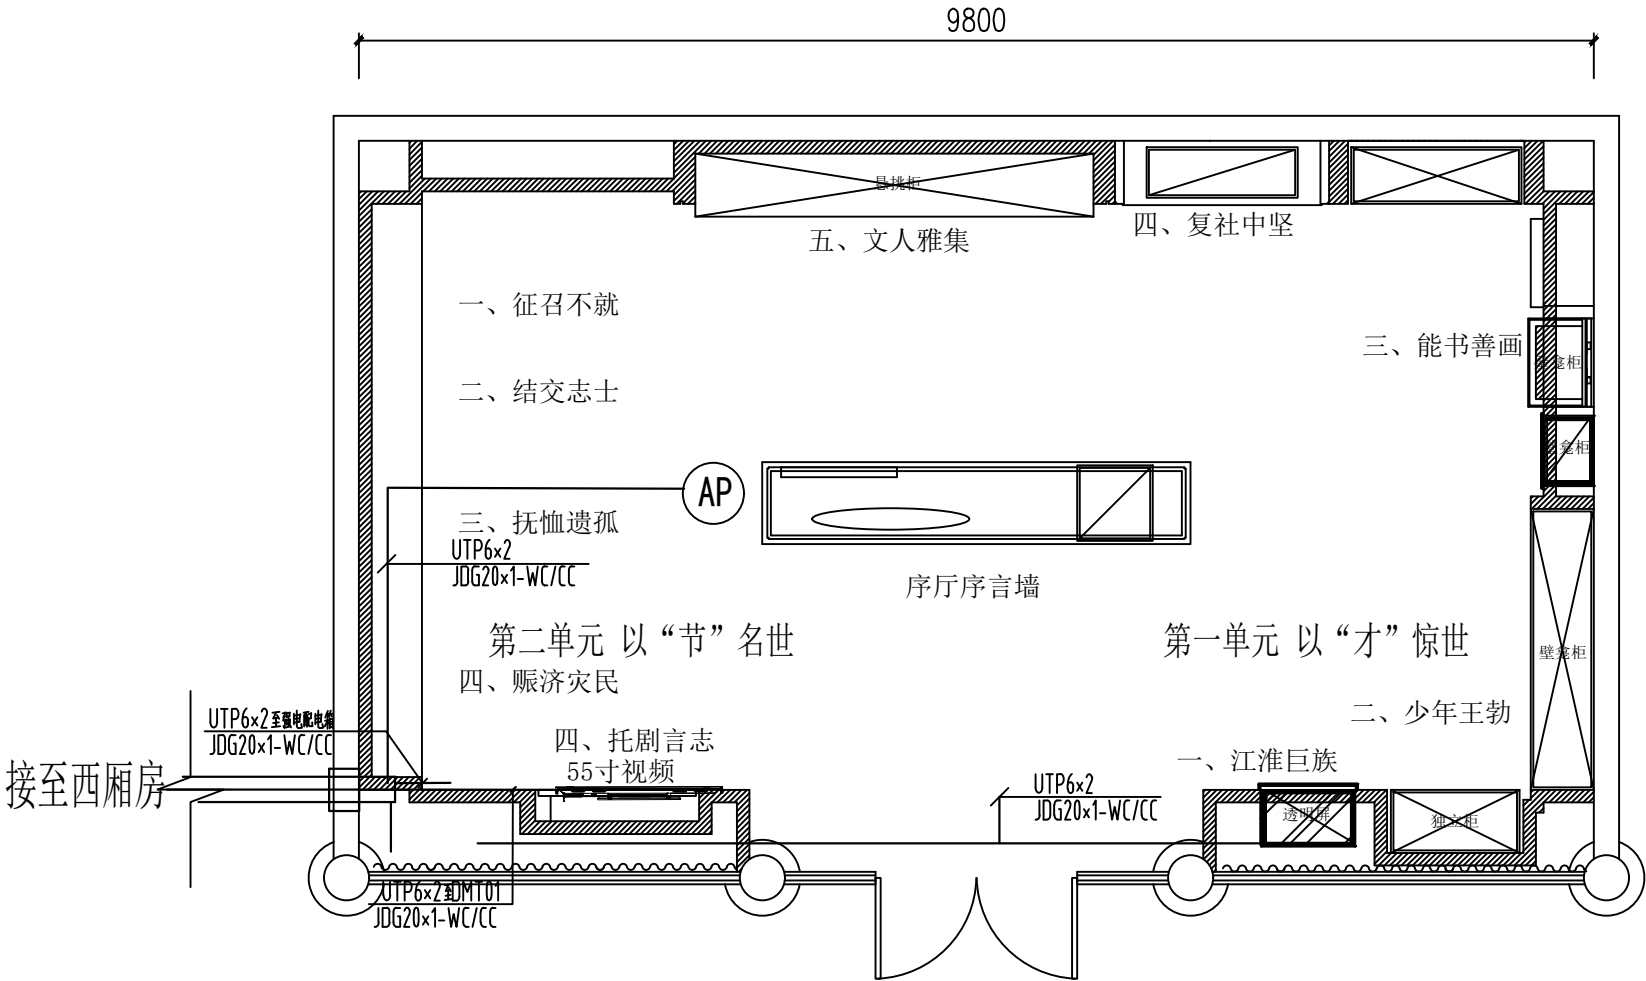 9800
悬挑柜
五、文人雅集
四、复社中坚
一、征召不就
三、能书善画
壁龛柜
二、结交志士
壁龛柜
AP
三、抚恤遗孤
UTP6×2
JDG20×1-WC/CC
序厅序言墙
第二单元 以“节”名世
第一单元 以“才”惊世
壁龛柜
四、赈济灾民
二、少年王勃
UTP6×2至强电配电箱
JDG20×1-WC/CC
四、托剧言志
55寸视频
一、江淮巨族
接至西厢房
UTP6×2
JDG20×1-WC/CC
透明屏
独立柜
UTP6×2至DMT01
JDG20×1-WC/CC